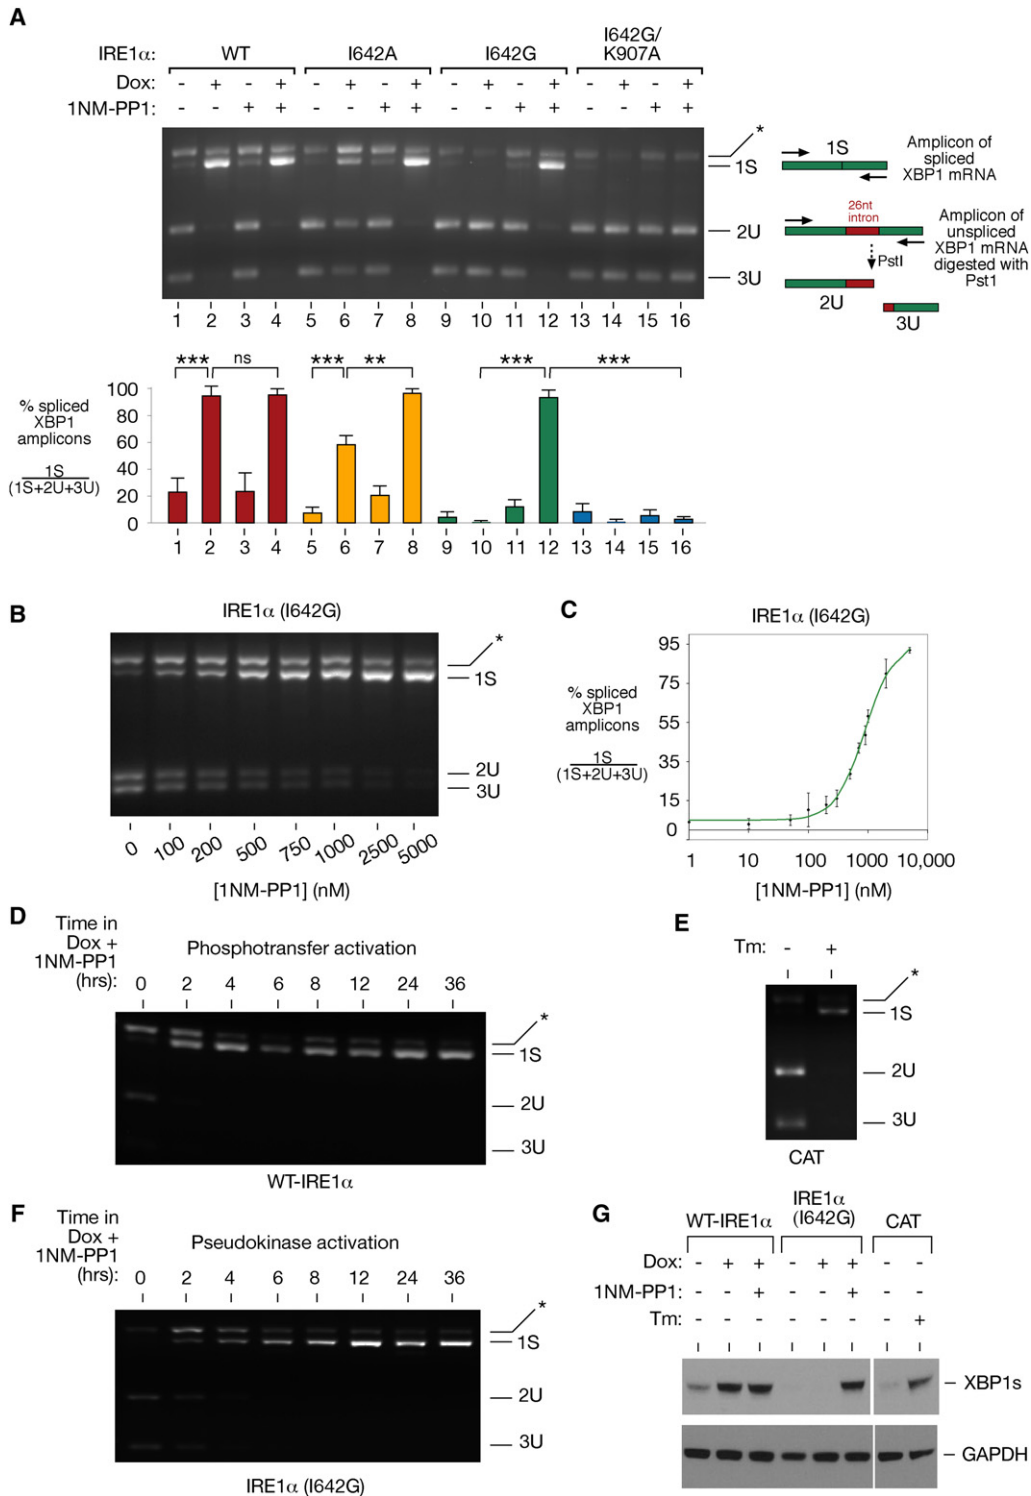 A
IRE1α: WT I642A I642G I642G/
K907A
Dox: - + - + - + - + - + - + - + - +
1NM-PP1: - - + + - - + + - - + + - - + +
*
1S
2U
3U
1 2 3 4 5 6 7 8 9 10 11 12 13 14 15 16
1S
Amplicon of
spliced
XBP1 mRNA
26nt
intron
Amplicon of
unspliced
XBP1 mRNA
digested with
Pst1
PstI
2U
3U
*** ns *** ** *** ***
% spliced
XBP1
amplicons
1S
(1S+2U+3U)
100
80
60
40
20
0
1 2 3 4 5 6 7 8 9 10 11 12 13 14 15 16
B
IRE1α (I642G)
*
1S
2U
3U
0 100 200 500 750 1000 2500 5000
[1NM-PP1] (nM)
C
IRE1α (I642G)
% spliced
XBP1
amplicons
1S
(1S+2U+3U)
95
75
55
35
15
0
1 10 100 1000 10,000
[1NM-PP1] (nM)
D
Time in
Dox +
1NM-PP1
(hrs):
Phosphotransfer activation
0 2 4 6 8 12 24 36
*
1S
2U
3U
WT-IRE1α
E
Tm: - +
*
1S
2U
3U
CAT
F
Time in
Dox +
1NM-PP1
(hrs):
Pseudokinase activation
0 2 4 6 8 12 24 36
*
1S
2U
3U
IRE1α (I642G)
G
WT-IRE1α IRE1α
(I642G) CAT
Dox: - + + - + + - -
1NM-PP1: - - + - - + - -
Tm: - - - - - - - +
XBP1s
GAPDH